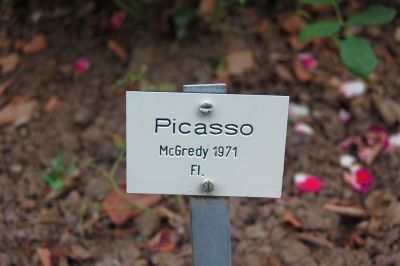 Picasso
McGredy 1971
Fl.